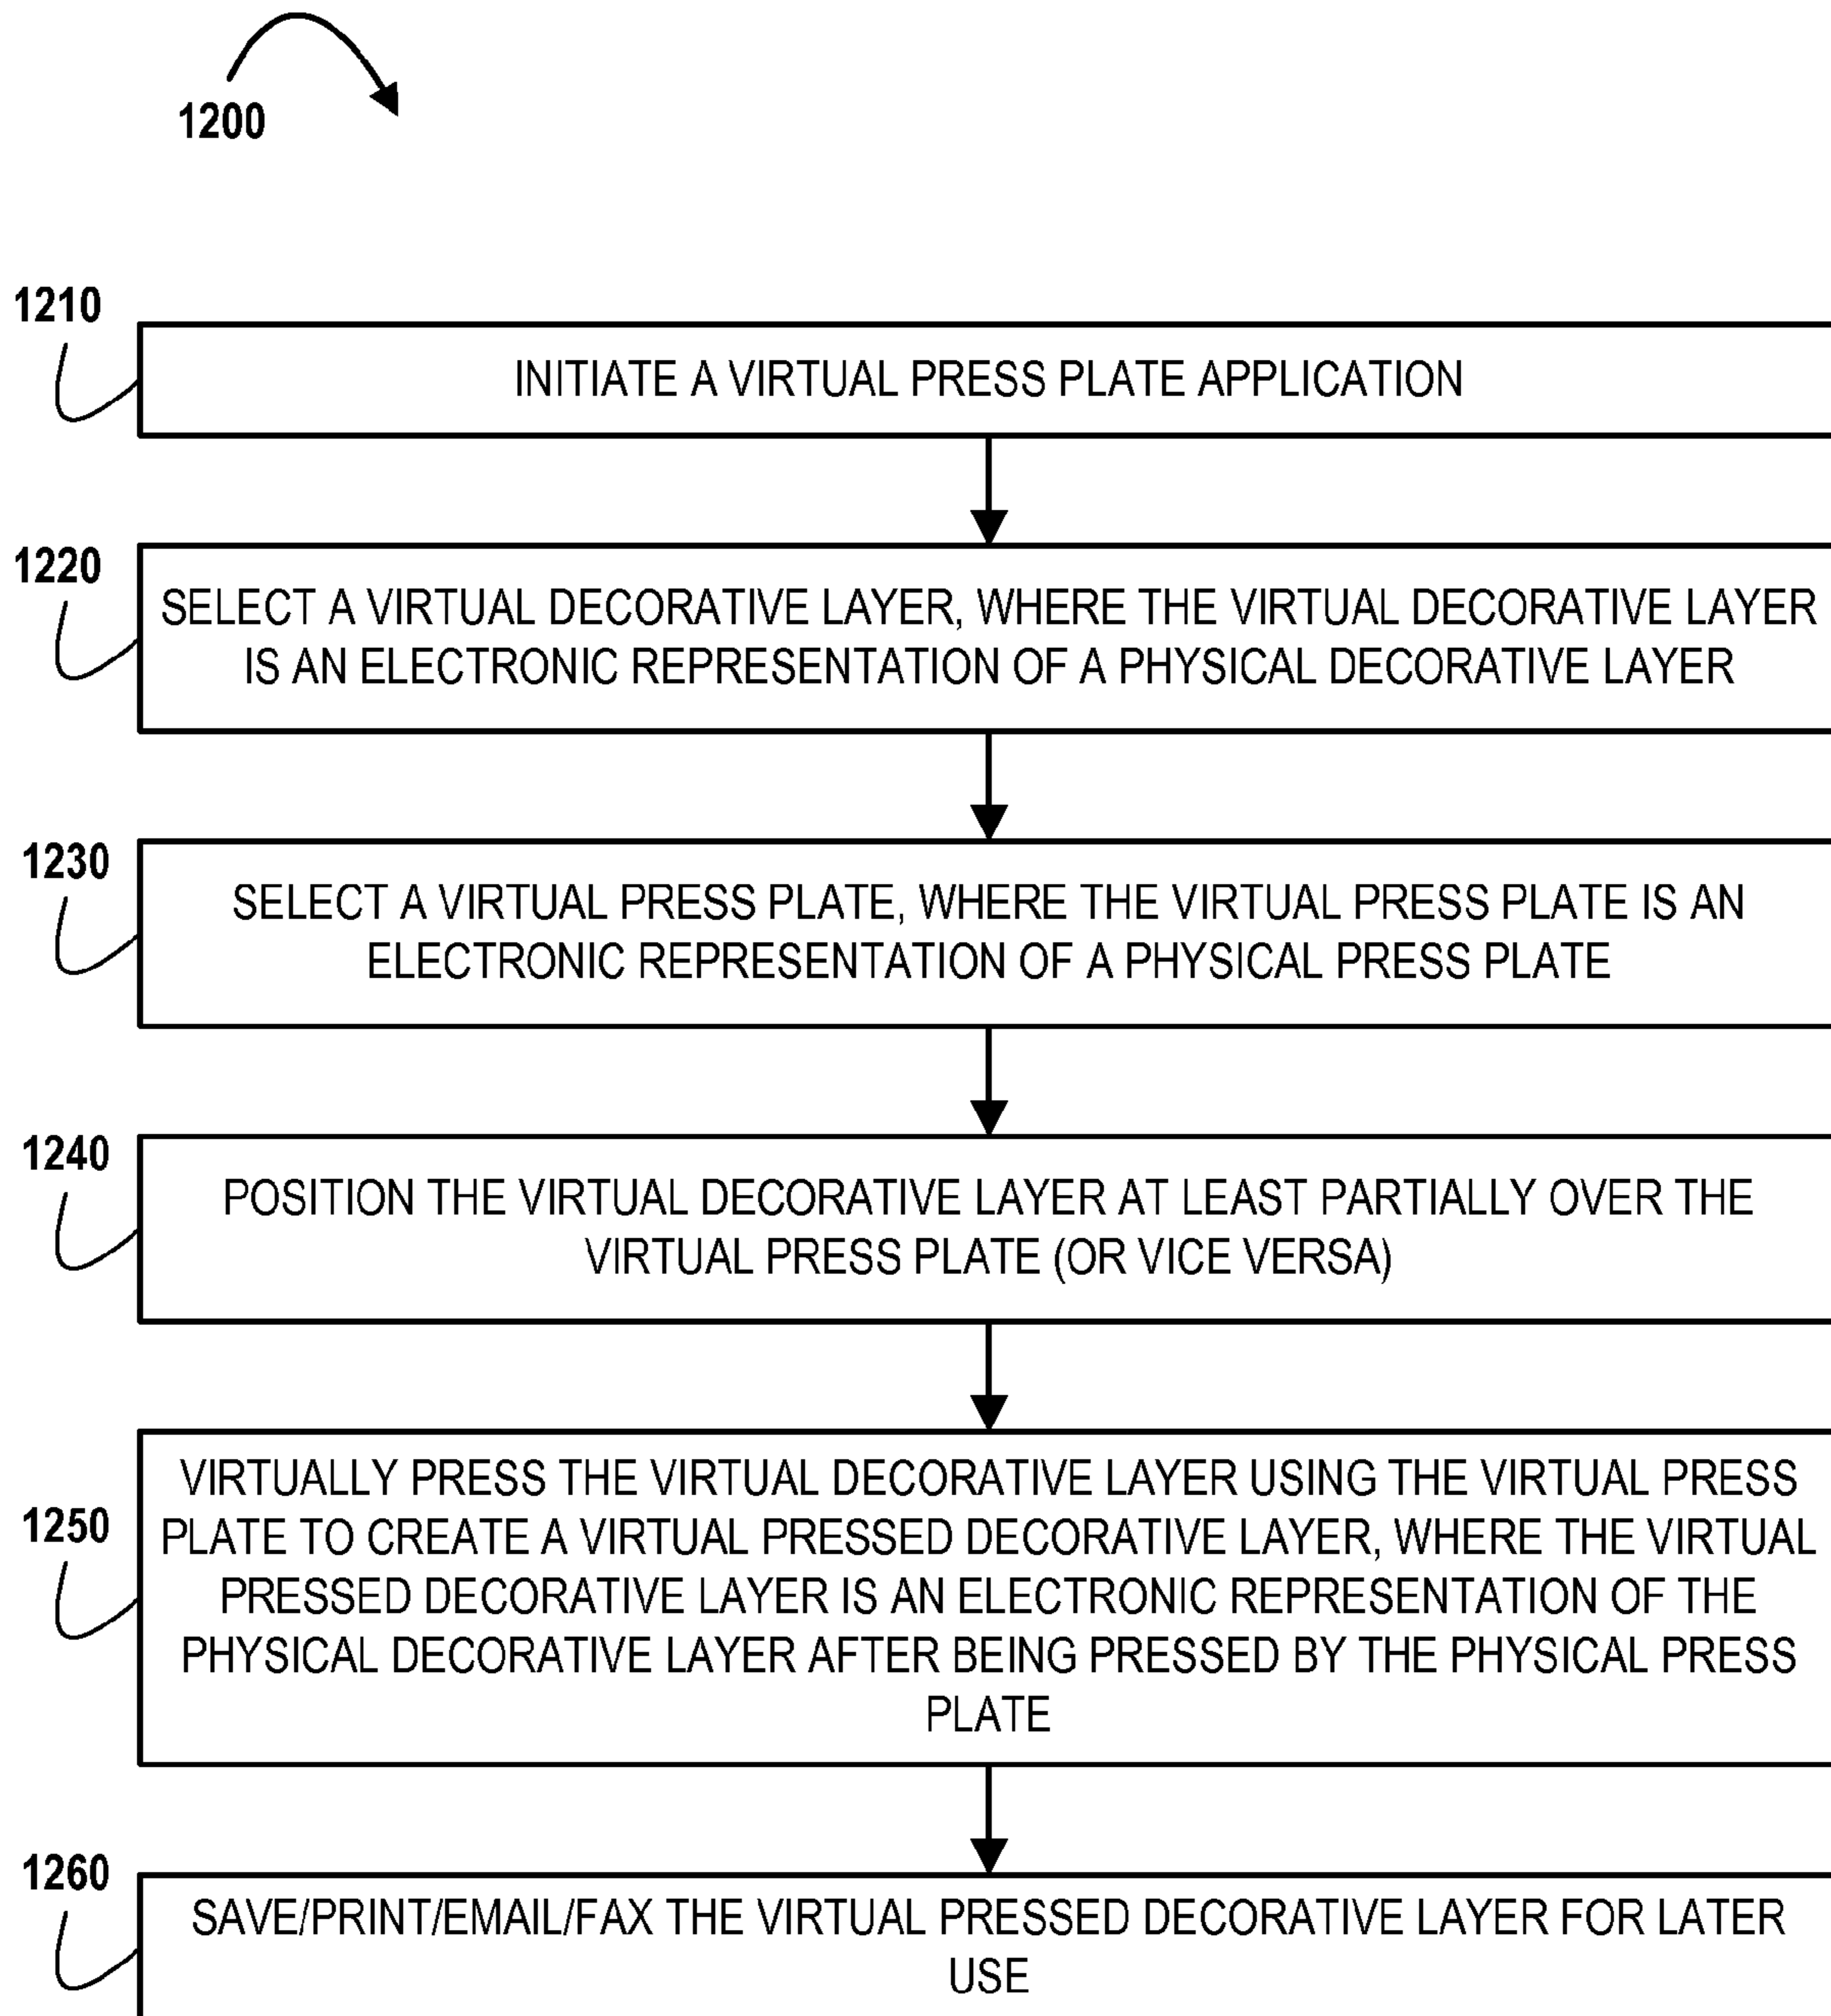 1200
1210
INITIATE A VIRTUAL PRESS PLATE APPLICATION
1220
SELECT A VIRTUAL DECORATIVE LAYER, WHERE THE VIRTUAL DECORATIVE LAYER
IS AN ELECTRONIC REPRESENTATION OF A PHYSICAL DECORATIVE LAYER
1230
SELECT A VIRTUAL PRESS PLATE, WHERE THE VIRTUAL PRESS PLATE IS AN
ELECTRONIC REPRESENTATION OF A PHYSICAL PRESS PLATE
1240
POSITION THE VIRTUAL DECORATIVE LAYER AT LEAST PARTIALLY OVER THE
VIRTUAL PRESS PLATE (OR VICE VERSA)
1250
VIRTUALLY PRESS THE VIRTUAL DECORATIVE LAYER USING THE VIRTUAL PRESS
PLATE TO CREATE A VIRTUAL PRESSED DECORATIVE LAYER, WHERE THE VIRTUAL
PRESSED DECORATIVE LAYER IS AN ELECTRONIC REPRESENTATION OF THE
PHYSICAL DECORATIVE LAYER AFTER BEING PRESSED BY THE PHYSICAL PRESS
PLATE
1260
SAVE/PRINT/EMAIL/FAX THE VIRTUAL PRESSED DECORATIVE LAYER FOR LATER
USE